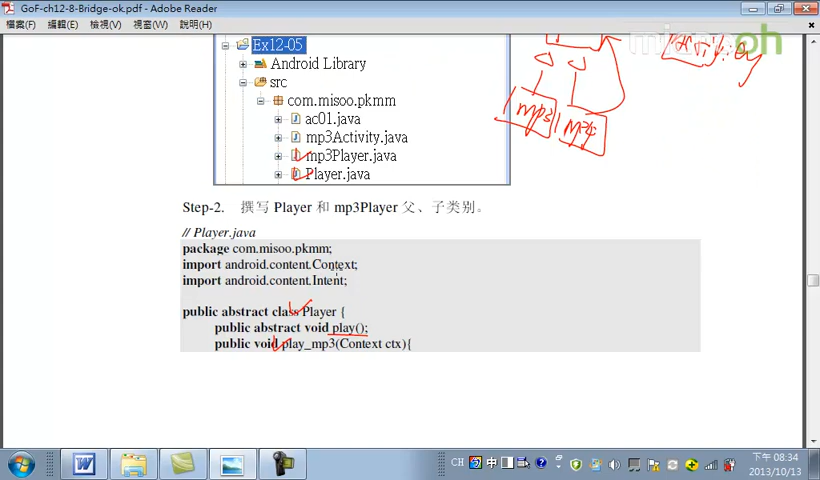 GoF-ch12-8-Bridge-ok.pdf - Adobe Reader
檔案(F) 編輯(E) 檢視(V) 視窗(W) 說明(H)
misooh
Ex12-05
Android Library
src
com.misoo.pkmm
ac01.java
mp3Activity.java
mp3Player.java
Player.java
mp3
mp4
Step-2. 撰写 Player 和 mp3Player 父、子类别。
// Player.java
package com.misoo.pkmm;
import android.content.Context;
import android.content.Intent;
public abstract class Player {
public abstract void play();
public void play_mp3(Context ctx){
CH 中
下午 08:34
2013/10/13